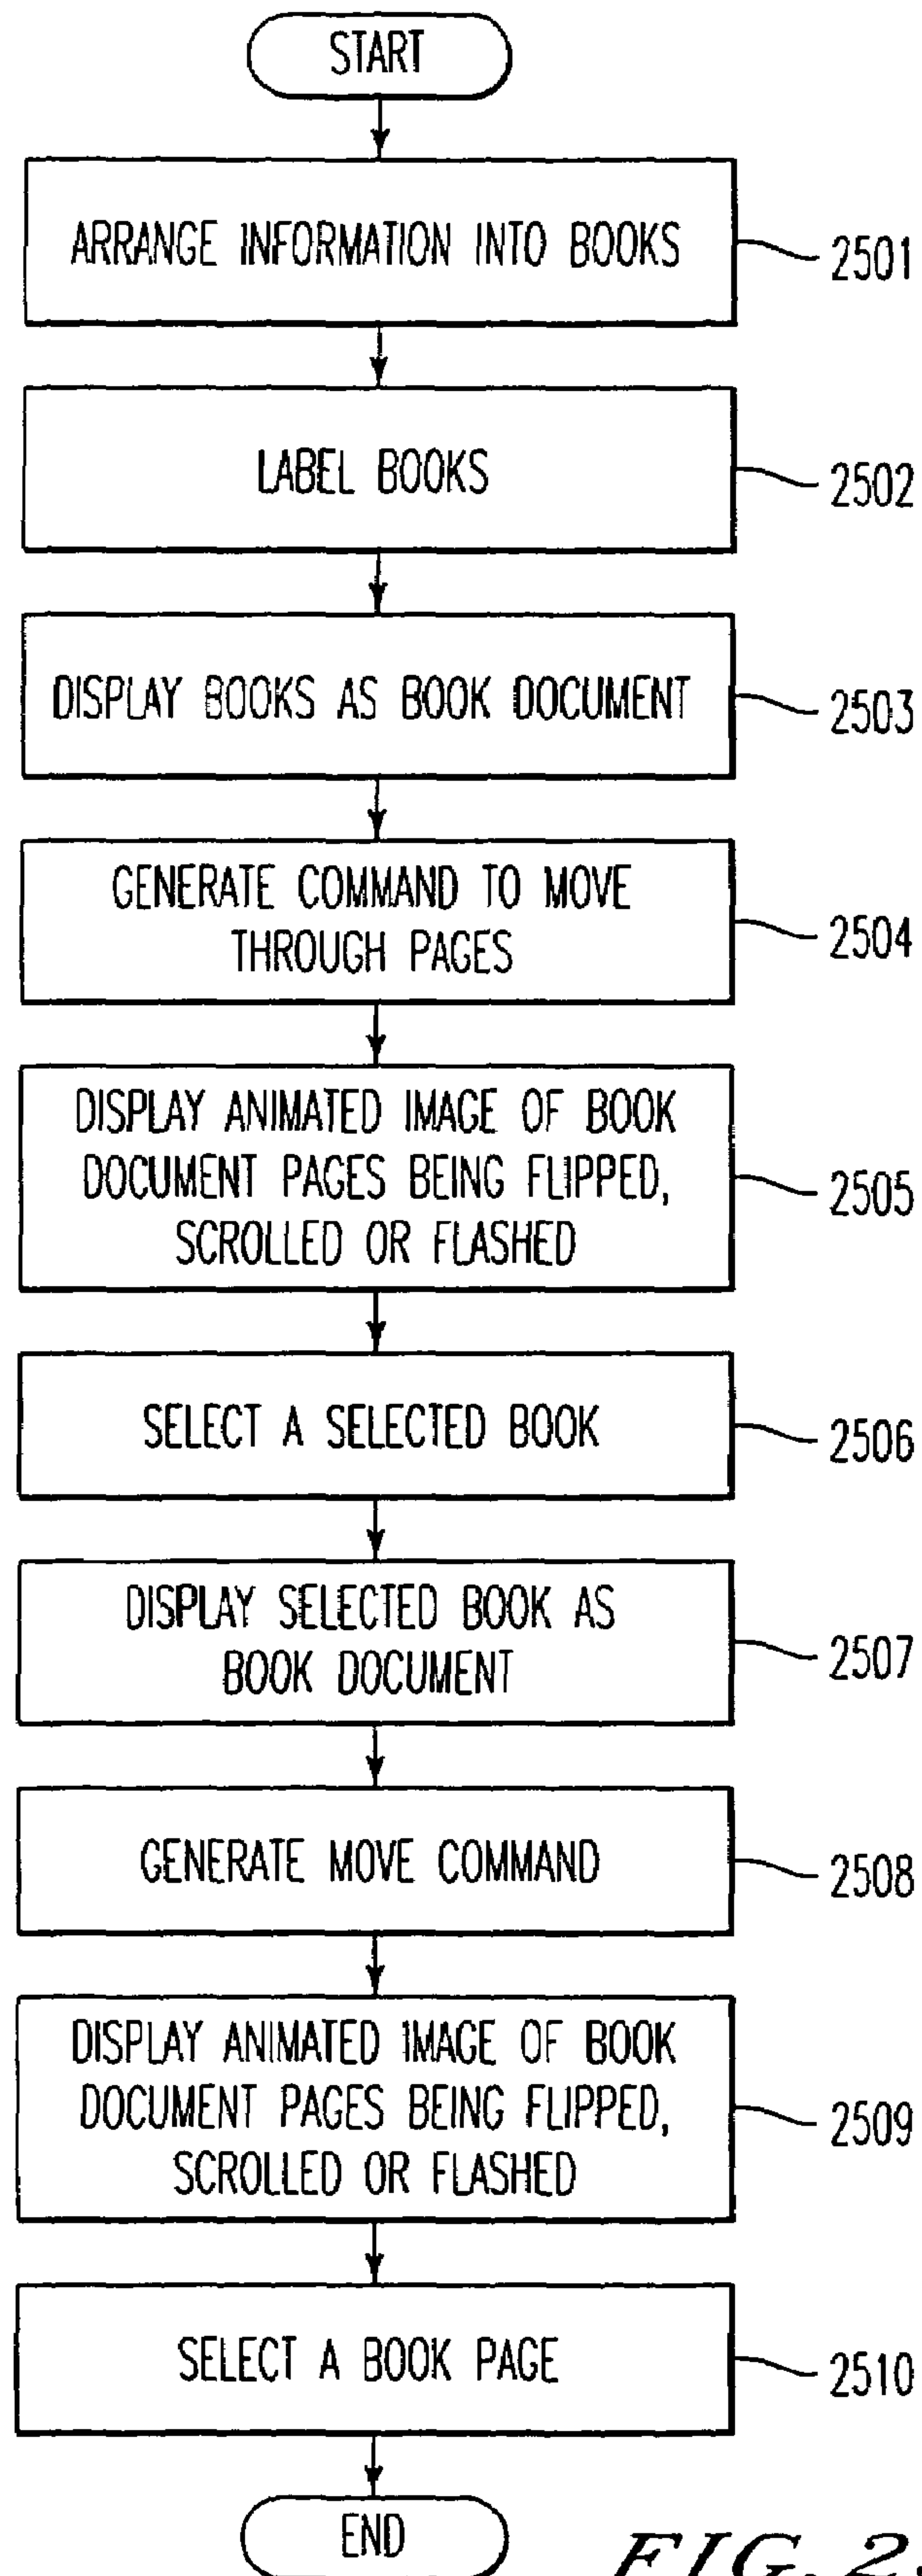 START
ARRANGE INFORMATION INTO BOOKS
2501
LABEL BOOKS
2502
DISPLAY BOOKS AS BOOK DOCUMENT
2503
GENERATE COMMAND TO MOVE
THROUGH PAGES
2504
DISPLAY ANIMATED IMAGE OF BOOK
DOCUMENT PAGES BEING FLIPPED,
SCROLLED OR FLASHED
2505
SELECT A SELECTED BOOK
2506
DISPLAY SELECTED BOOK AS
BOOK DOCUMENT
2507
GENERATE MOVE COMMAND
2508
DISPLAY ANIMATED IMAGE OF BOOK
DOCUMENT PAGES BEING FLIPPED,
SCROLLED OR FLASHED
2509
SELECT A BOOK PAGE
2510
END
FIG.